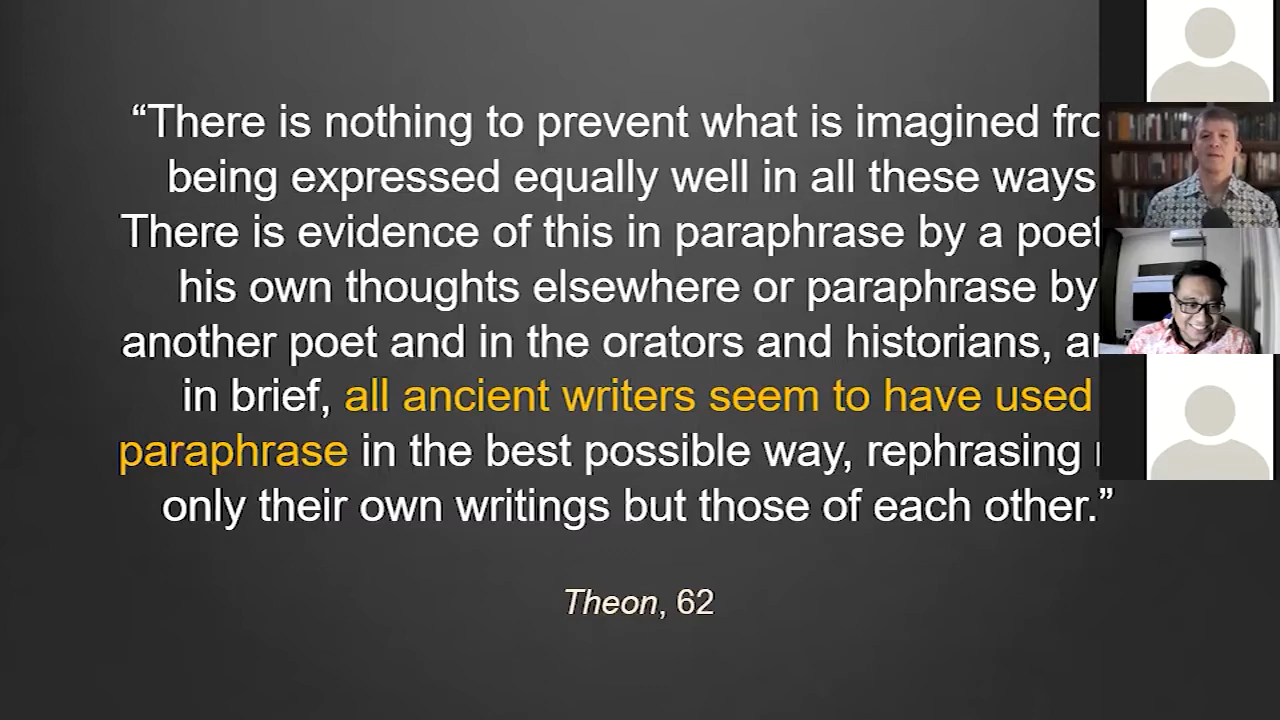 “There is nothing to prevent what is imagined
being expressed equally well in all these ways
There is evidence of this in paraphrase by a poet
his own thoughts elsewhere or paraphrase by
another poet and in the orators and historians,
in brief, all ancient writers seem to have used
paraphrase in the best possible way, rephrasing
only their own writings but those of each other.”
Theon, 62